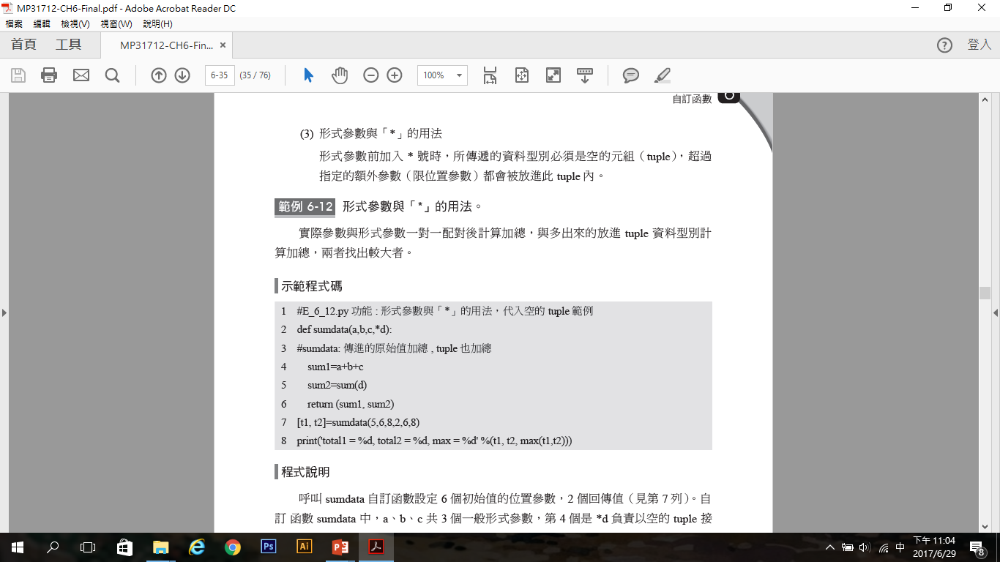 MP31712-CH6-Final.pdf - Adobe Acrobat Reader DC
檔案 編輯 檢視(V) 視窗(W) 說明(H)
首頁 工具 MP31712-CH6-Fin... × ? 登入
6-35 (35 / 76) 100%
自訂函數 6
(3) 形式參數與「*」的用法
形式參數前加入 * 號時，所傳遞的資料型別必須是空的元組（tuple），超過
指定的額外參數（限位置參數）都會被放進此 tuple 內。
範例 6-12 形式參數與「*」的用法。
實際參數與形式參數一對一配對後計算加總，與多出來的放進 tuple 資料型別計
算加總，兩者找出較大者。
示範程式碼
1 #E_6_12.py 功能 : 形式參數與「*」的用法，代入空的 tuple 範例
2 def sumdata(a,b,c,*d):
3 #sumdata: 傳進的原始值加總 , tuple 也加總
4 sum1=a+b+c
5 sum2=sum(d)
6 return (sum1, sum2)
7 [t1, t2]=sumdata(5,6,8,2,6,8)
8 print('total1 = %d, total2 = %d, max = %d' %(t1, t2, max(t1,t2)))
程式說明
呼叫 sumdata 自訂函數設定 6 個初始值的位置參數，2 個回傳值（見第 7 列）。自
訂 函數 sumdata 中，a、b、c 共 3 個一般形式參數，第 4 個是 *d 負責以空的 tuple 接
Ps Ai P 中 下午 11:04
2017/6/29 8